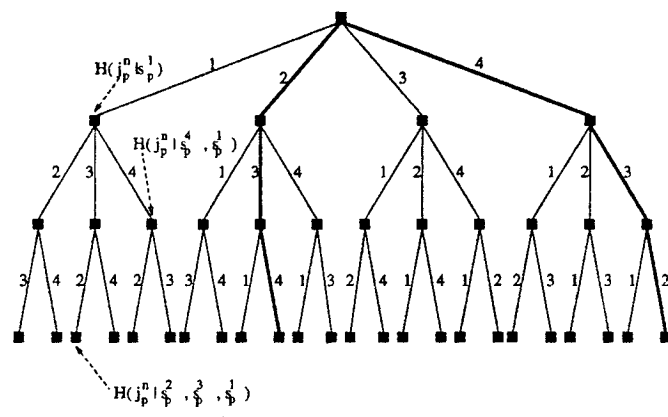 1 2 3 4
H(j_p^n|s_p^1)
H(j_p^n|s_p^4, s_p^1)
2 3 4 1 3 4 1 2 4 1 2 3
3 4 2 4 2 3 3 4 1 4 1 3 2 4 1 4 1 2 2 3 1 3 1 2
H(j_p^n|s_p^2, s_p^3, s_p^1)